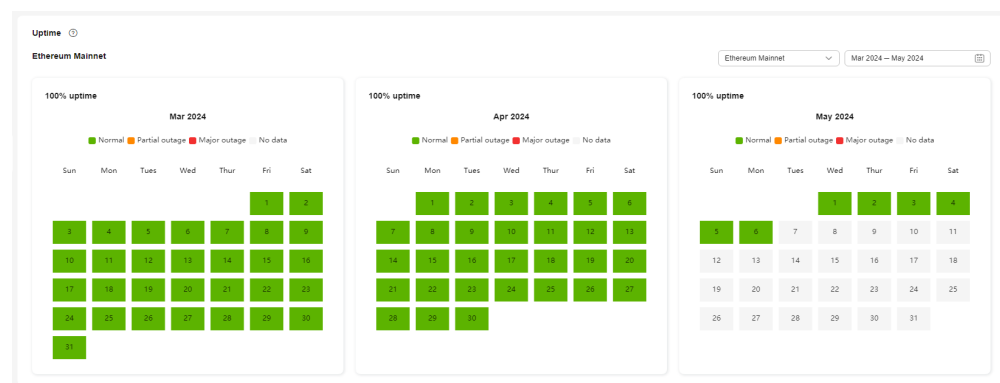 Uptime ?
Ethereum Mainnet
Ethereum Mainnet Mar 2024 — May 2024
100% uptime
Mar 2024
Normal Partial outage Major outage No data
Sun Mon Tues Wed Thur Fri Sat
1 2
3 4 5 6 7 8 9
10 11 12 13 14 15 16
17 18 19 20 21 22 23
24 25 26 27 28 29 30
31
100% uptime
Apr 2024
Normal Partial outage Major outage No data
Sun Mon Tues Wed Thur Fri Sat
1 2 3 4 5 6
7 8 9 10 11 12 13
14 15 16 17 18 19 20
21 22 23 24 25 26 27
28 29 30
100% uptime
May 2024
Normal Partial outage Major outage No data
Sun Mon Tues Wed Thur Fri Sat
1 2 3 4
5 6 7 8 9 10 11
12 13 14 15 16 17 18
19 20 21 22 23 24 25
26 27 28 29 30 31